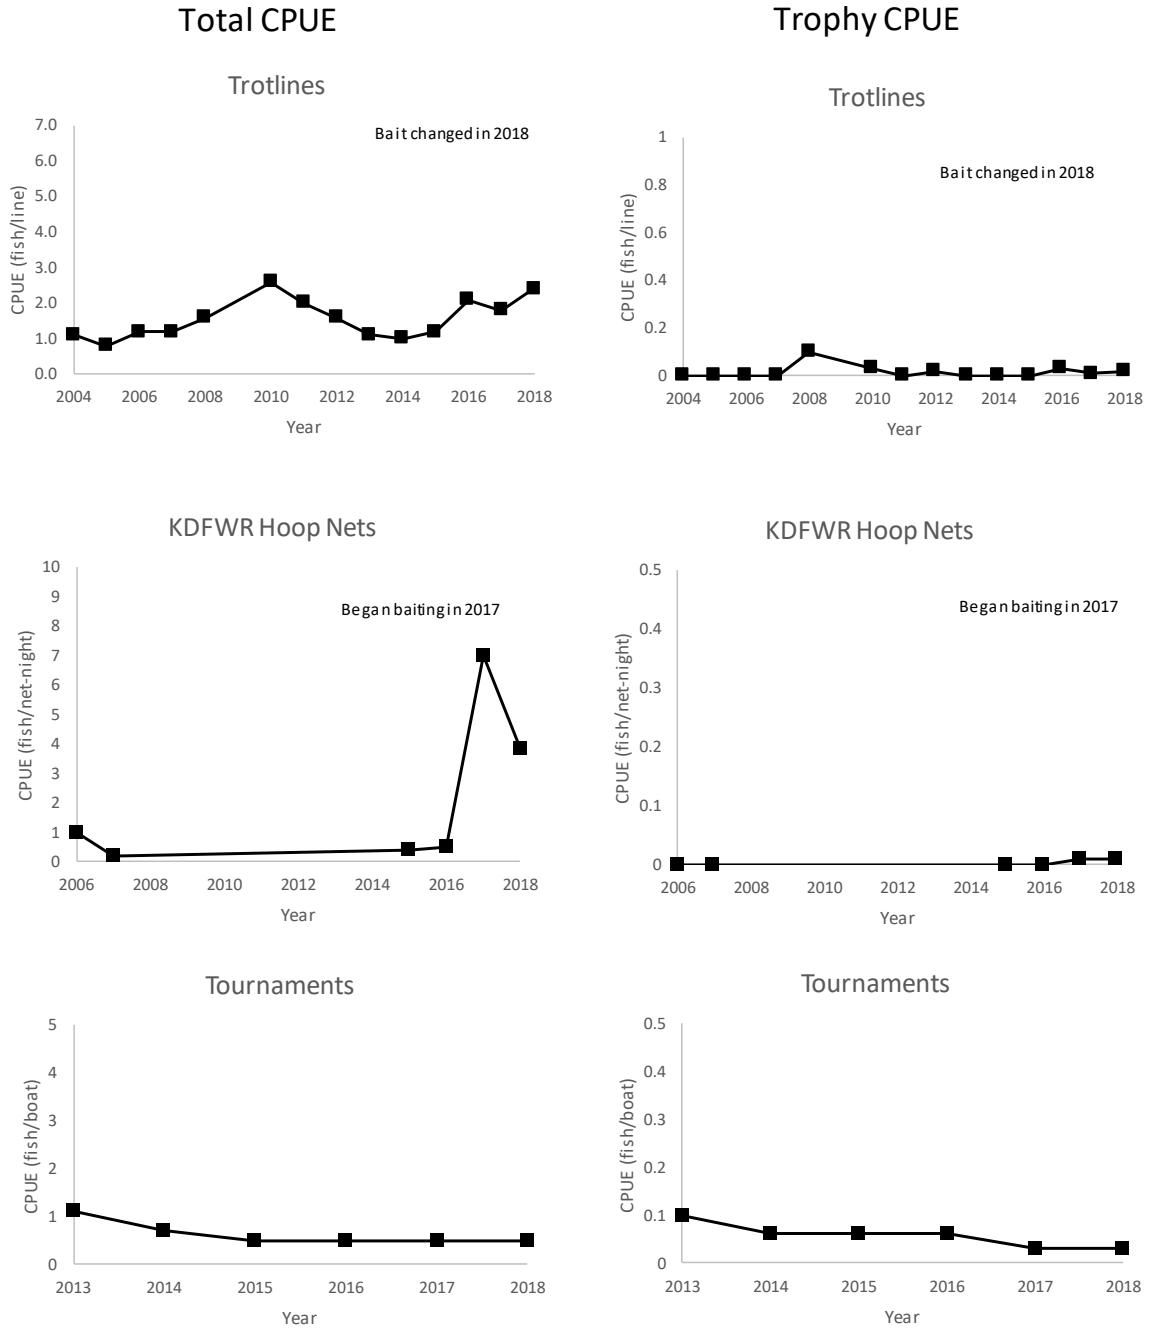 Total CPUE
Trophy CPUE
Trotlines
Bait changed in 2018
CPUE (fish/line)
7.0
6.0
5.0
4.0
3.0
2.0
1.0
0.0
2004 2006 2008 2010 2012 2014 2016 2018
Year
Trotlines
Bait changed in 2018
CPUE (fish/line)
1
0.8
0.6
0.4
0.2
0
2004 2006 2008 2010 2012 2014 2016 2018
Year
KDFWR Hoop Nets
Began baiting in 2017
CPUE (fish/net-night)
10
9
8
7
6
5
4
3
2
1
0
2006 2008 2010 2012 2014 2016 2018
Year
KDFWR Hoop Nets
Began baiting in 2017
CPUE (fish/net-night)
0.5
0.4
0.3
0.2
0.1
0
2006 2008 2010 2012 2014 2016 2018
Year
Tournaments
CPUE (fish/boat)
5
4
3
2
1
0
2013 2014 2015 2016 2017 2018
Year
Tournaments
CPUE (fish/boat)
0.5
0.4
0.3
0.2
0.1
0
2013 2014 2015 2016 2017 2018
Year